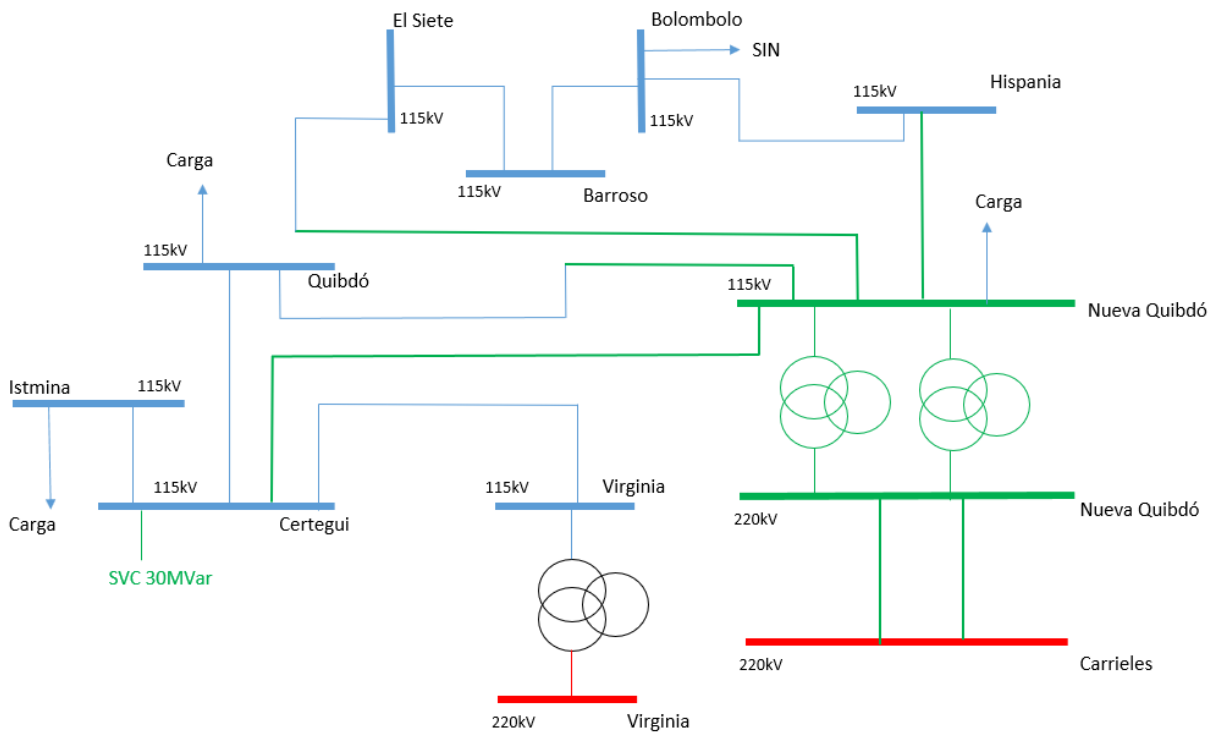 El Siete
Bolombolo
SIN
Hispania
115kV
115kV
115kV
Carga
115kV
Barroso
Carga
115kV
Quibdó
115kV
Nueva Quibdó
Istmina
115kV
115kV
Carga
Certegui
115kV
Virginia
220kV
Nueva Quibdó
SVC 30MVar
220kV
Carrieles
220kV
Virginia